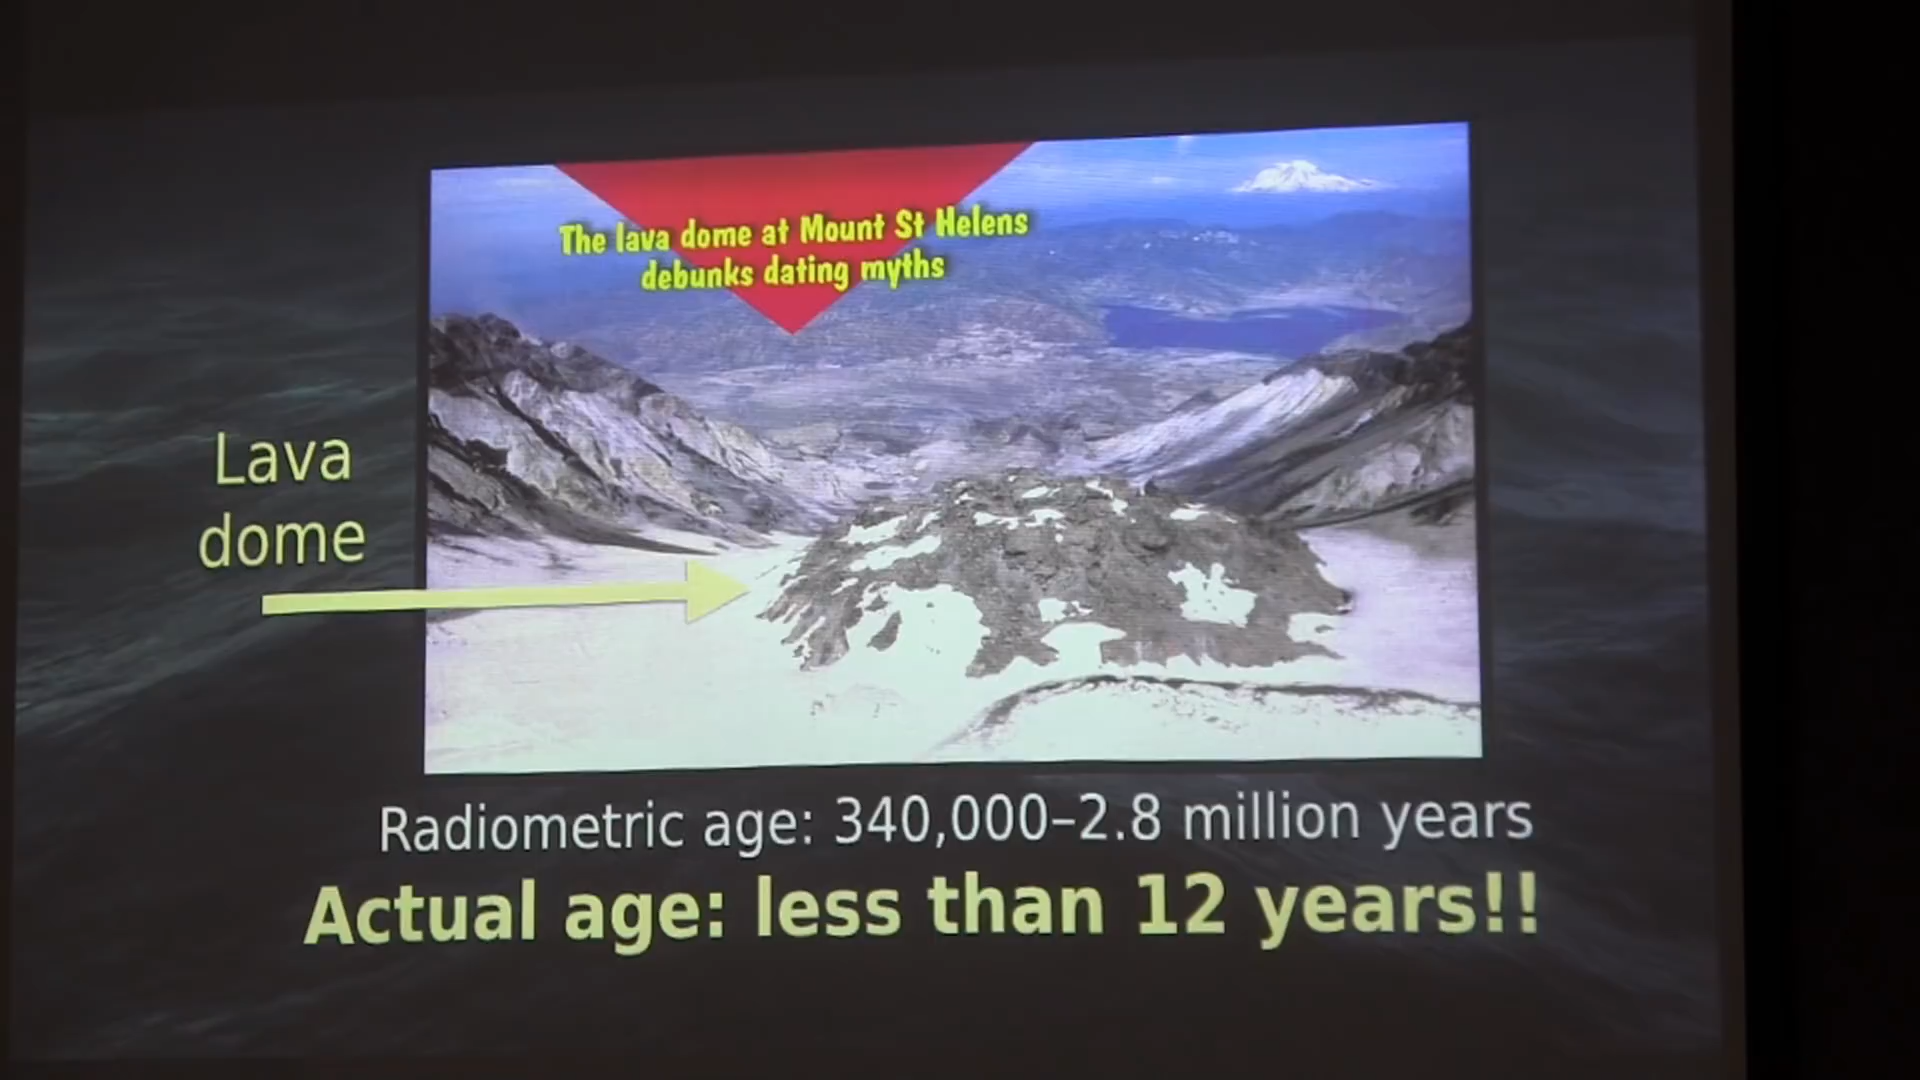 The lava dome at Mount St Helens
debunks dating myths
Lava
dome
Radiometric age: 340,000–2.8 million years
Actual age: less than 12 years!!